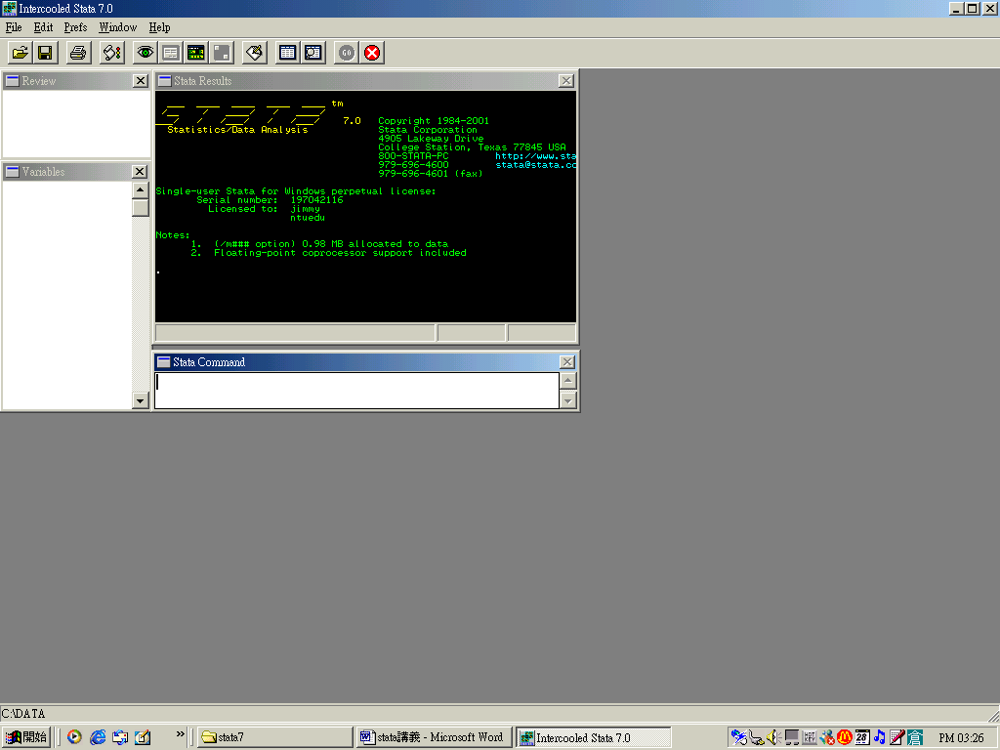 Intercooled Stata 7.0
File Edit Prefs Window Help
GO
Review
Variables
Stata Results
STATA tm
7.0 Copyright 1984-2001
Statistics/Data Analysis Stata Corporation
4905 Lakeway Drive
College Station, Texas 77845 USA
800-STATA-PC http://www.sta
979-696-4600 stata@stata.co
979-696-4601 (fax)
Single-user Stata for Windows perpetual license:
Serial number: 197042116
Licensed to: jimmy
ntuedu
Notes:
1. (/m### option) 0.98 MB allocated to data
2. Floating-point coprocessor support included
.
Stata Command
C:\DATA
開始
»
stata7
stata講義 - Microsoft Word
Intercooled Stata 7.0
28
倉
PM 03:26